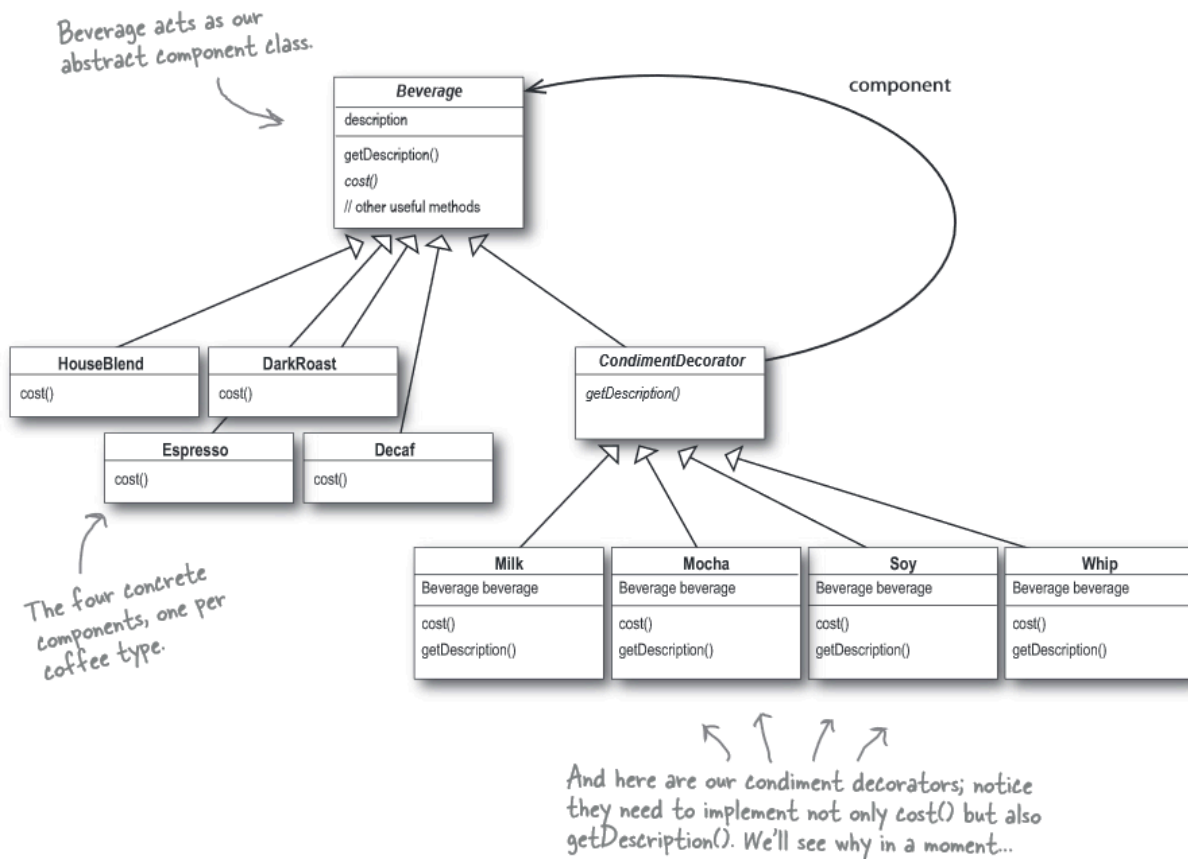 Beverage acts as our
abstract component class.
component
Beverage
description
getDescription()
cost()
// other useful methods
HouseBlend
cost()
DarkRoast
cost()
CondimentDecorator
getDescription()
Espresso
cost()
Decaf
cost()
The four concrete
components, one per
coffee type.
Milk
Beverage beverage
cost()
getDescription()
Mocha
Beverage beverage
cost()
getDescription()
Soy
Beverage beverage
cost()
getDescription()
Whip
Beverage beverage
cost()
getDescription()
And here are our condiment decorators; notice
they need to implement not only cost() but also
getDescription(). We'll see why in a moment...